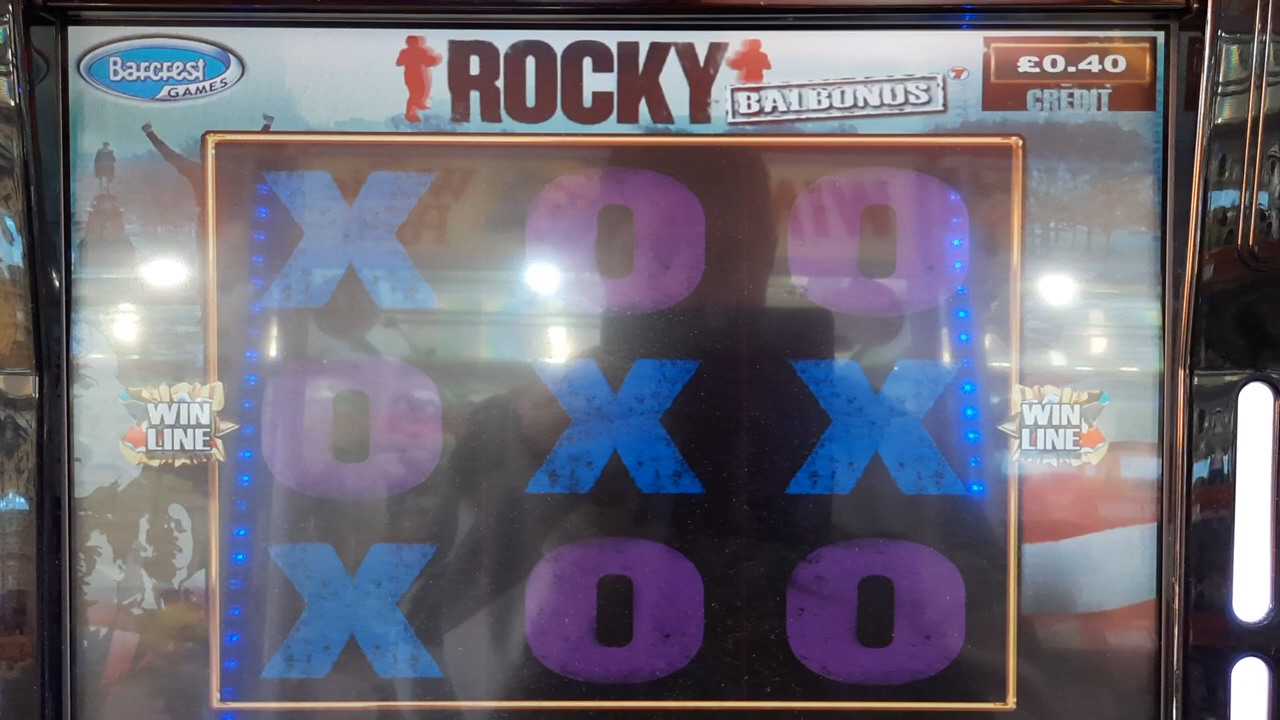 Barcrest
GAMES
ROCKY
BALBONUS
£0.40
CREDIT
X O O
WIN
LINE
O X X
WIN
LINE
X O O